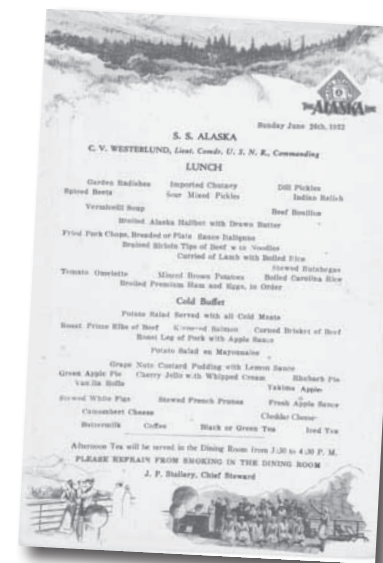 THE ALASKA LINE
Sunday June 26th, 1932
S. S. ALASKA
C. V. WESTERLUND, Lieut. Comdr. U. S. N. R., Commanding
LUNCH
Garden Radishes Imported Chutney Dill Pickles
Spiced Beets Sour Mixed Pickles Indian Relish
Vermicelli Soup Beef Bouillon
Broiled Alaska Halibut with Drawn Butter
Fried Pork Chops, Breaded or Plain Sauce Italienne
Braised Sirloin Tips of Beef with Noodles
Curried of Lamb with Boiled Rice
Stewed Rutabagas
Tomato Omelette Minced Brown Potatoes Boiled Carolina Rice
Broiled Premium Ham and Eggs, to Order
Cold Buffet
Potato Salad Served with all Cold Meats
Roast Prime Ribs of Beef Salmon Corned Brisket of Beef
Roast Leg of Pork with Apple Sauce
Potato Salad en Mayonnaise
Grape Nuts Custard Pudding with Lemon Sauce
Green Apple Pie Cherry Jello with Whipped Cream Rhubarb Pie
Vanilla Rolls Yakima Apples
Stewed White Figs Stewed French Prunes Fresh Apple Sauce
Camembert Cheese Cheddar Cheese
Buttermilk Coffee Black or Green Tea Iced Tea
Afternoon Tea will be served in the Dining Room from 3:30 to 4:30 P. M.
PLEASE REFRAIN FROM SMOKING IN THE DINING ROOM
J. P. Stallery, Chief Steward